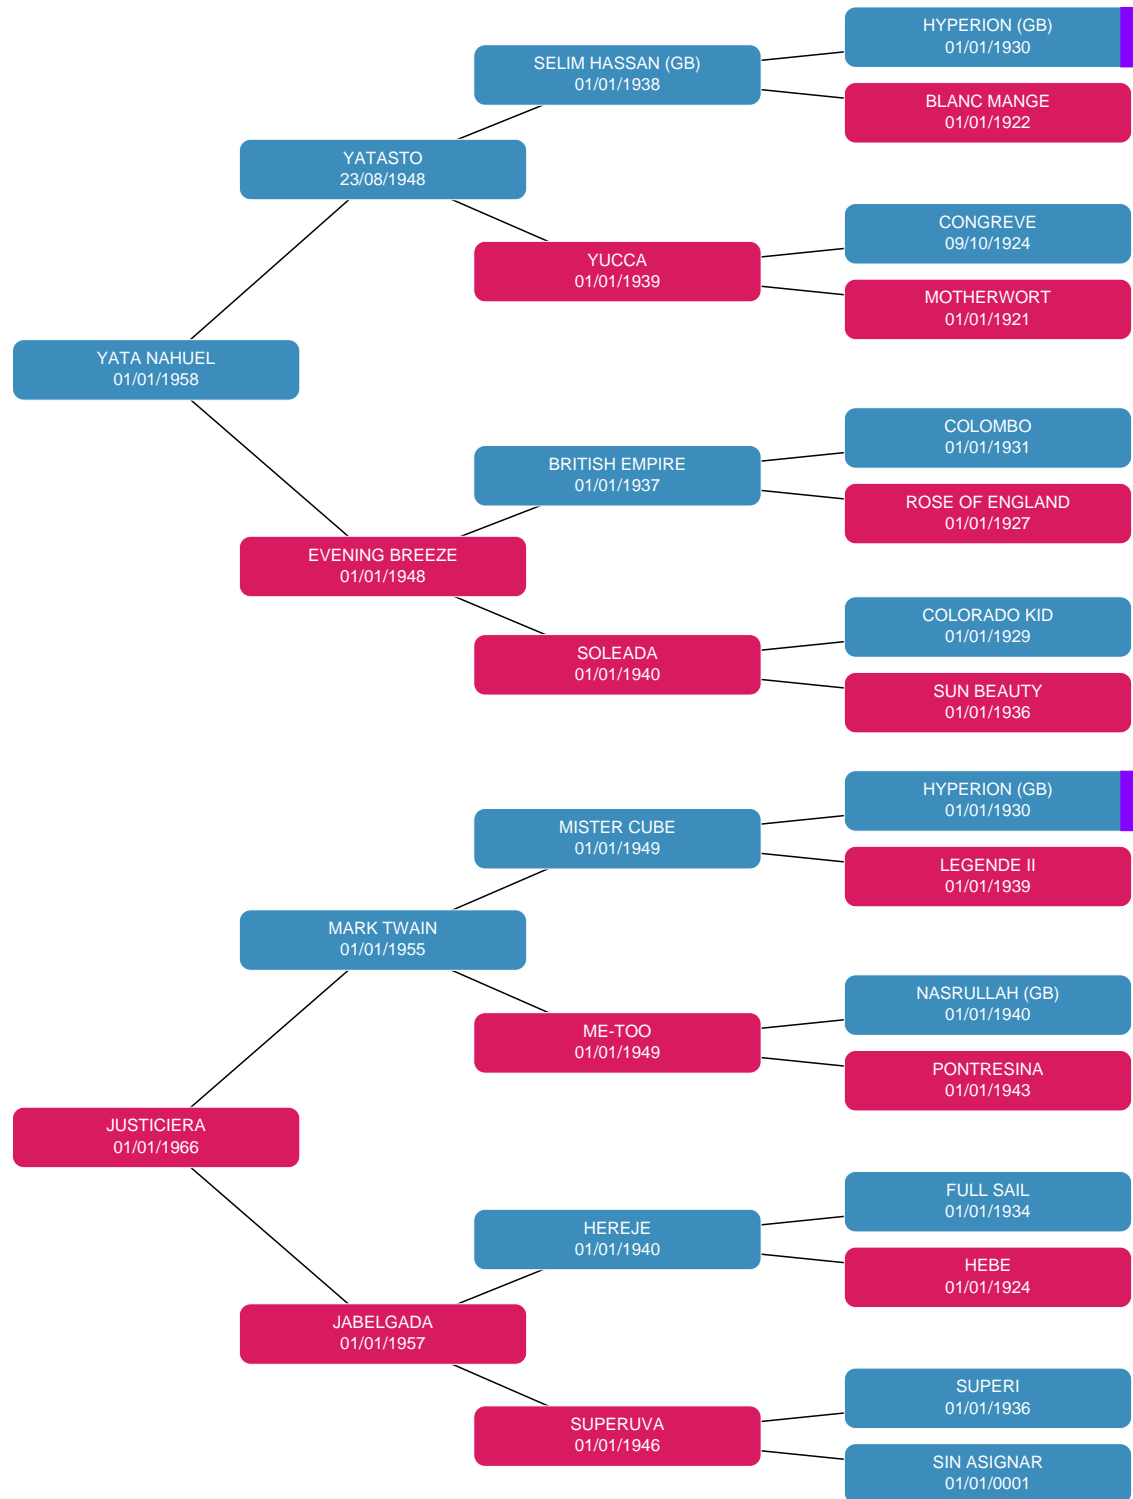 HYPERION (GB)
01/01/1930
SELIM HASSAN (GB)
01/01/1938
BLANC MANGE
01/01/1922
YATASTO
23/08/1948
CONGREVE
09/10/1924
YUCCA
01/01/1939
MOTHERWORT
01/01/1921
YATA NAHUEL
01/01/1958
COLOMBO
01/01/1931
BRITISH EMPIRE
01/01/1937
ROSE OF ENGLAND
01/01/1927
EVENING BREEZE
01/01/1948
COLORADO KID
01/01/1929
SOLEADA
01/01/1940
SUN BEAUTY
01/01/1936
HYPERION (GB)
01/01/1930
MISTER CUBE
01/01/1949
LEGENDE II
01/01/1939
MARK TWAIN
01/01/1955
NASRULLAH (GB)
01/01/1940
ME-TOO
01/01/1949
PONTRESINA
01/01/1943
JUSTICIERA
01/01/1966
FULL SAIL
01/01/1934
HEREJE
01/01/1940
HEBE
01/01/1924
JABELGADA
01/01/1957
SUPERI
01/01/1936
SUPERUVA
01/01/1946
SIN ASIGNAR
01/01/0001